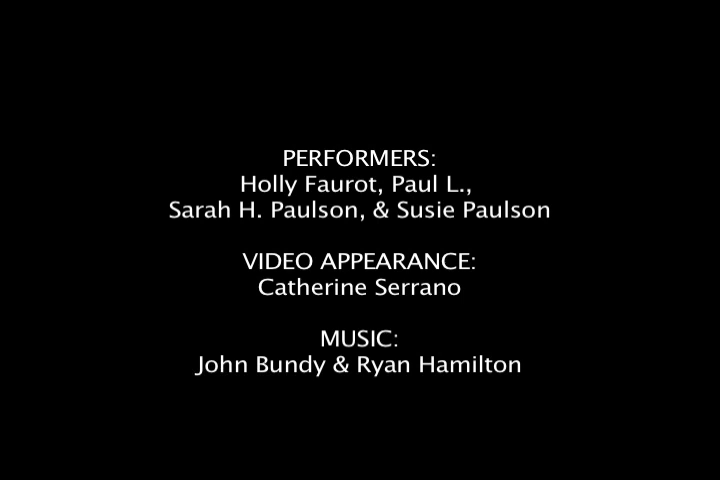 PERFORMERS:
Holly Faurot, Paul L.,
Sarah H. Paulson, & Susie Paulson
VIDEO APPEARANCE:
Catherine Serrano
MUSIC:
John Bundy & Ryan Hamilton